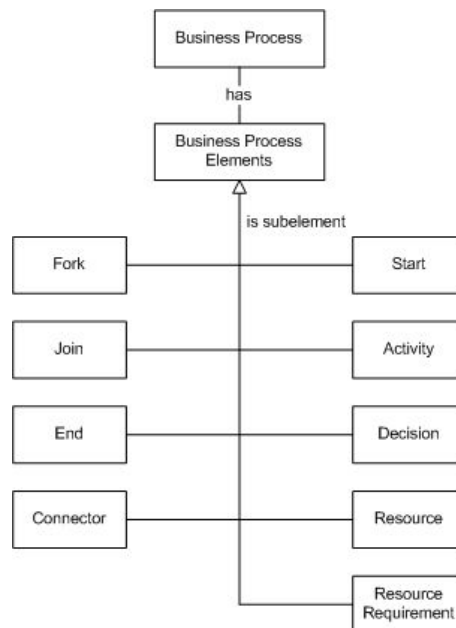 Business Process
has
Business Process
Elements
is subelement
Fork
Start
Join
Activity
End
Decision
Connector
Resource
Resource
Requirement